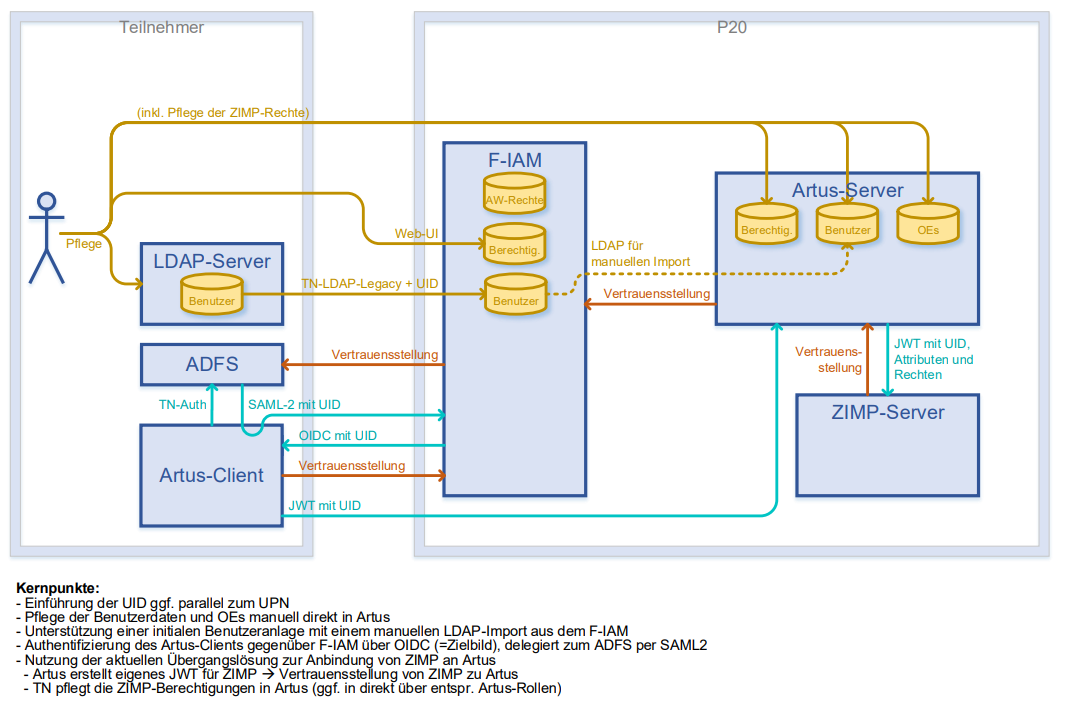 Teilnehmer
P20
(inkl. Pflege der ZIMP-Rechte)
F-IAM
AW-Rechte
Artus-Server
Berechtig.
Benutzer
OEs
Pflege
Web-UI
Berechtig.
LDAP für
manuellen Import
LDAP-Server
Benutzer
TN-LDAP-Legacy + UID
Benutzer
Vertrauensstellung
ADFS
Vertrauensstellung
Vertrauens-
stellung
JWT mit UID,
Attributen und
Rechten
TN-Auth
SAML-2 mit UID
ZIMP-Server
OIDC mit UID
Artus-Client
Vertrauensstellung
JWT mit UID
Kernpunkte:
- Einführung der UID ggf. parallel zum UPN
- Pflege der Benutzerdaten und OEs manuell direkt in Artus
- Unterstützung einer initialen Benutzeranlage mit einem manuellen LDAP-Import aus dem F-IAM
- Authentifizierung des Artus-Clients gegenüber F-IAM über OIDC (=Zielbild), delegiert zum ADFS per SAML2
- Nutzung der aktuellen Übergangslösung zur Anbindung von ZIMP an Artus
- Artus erstellt eigenes JWT für ZIMP → Vertrauensstellung von ZIMP zu Artus
- TN pflegt die ZIMP-Berechtigungen in Artus (ggf. in direkt über entspr. Artus-Rollen)